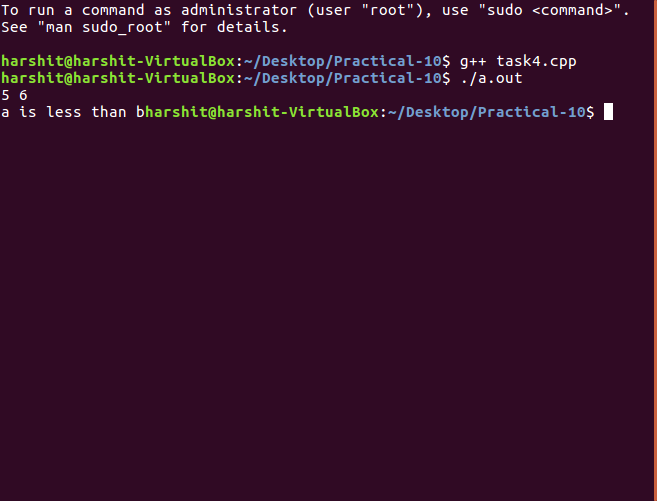 To run a command as administrator (user "root"), use "sudo <command>".
See "man sudo_root" for details.
harshit@harshit-VirtualBox:~/Desktop/Practical-10$ g++ task4.cpp
harshit@harshit-VirtualBox:~/Desktop/Practical-10$ ./a.out
5 6
a is less than bharshit@harshit-VirtualBox:~/Desktop/Practical-10$